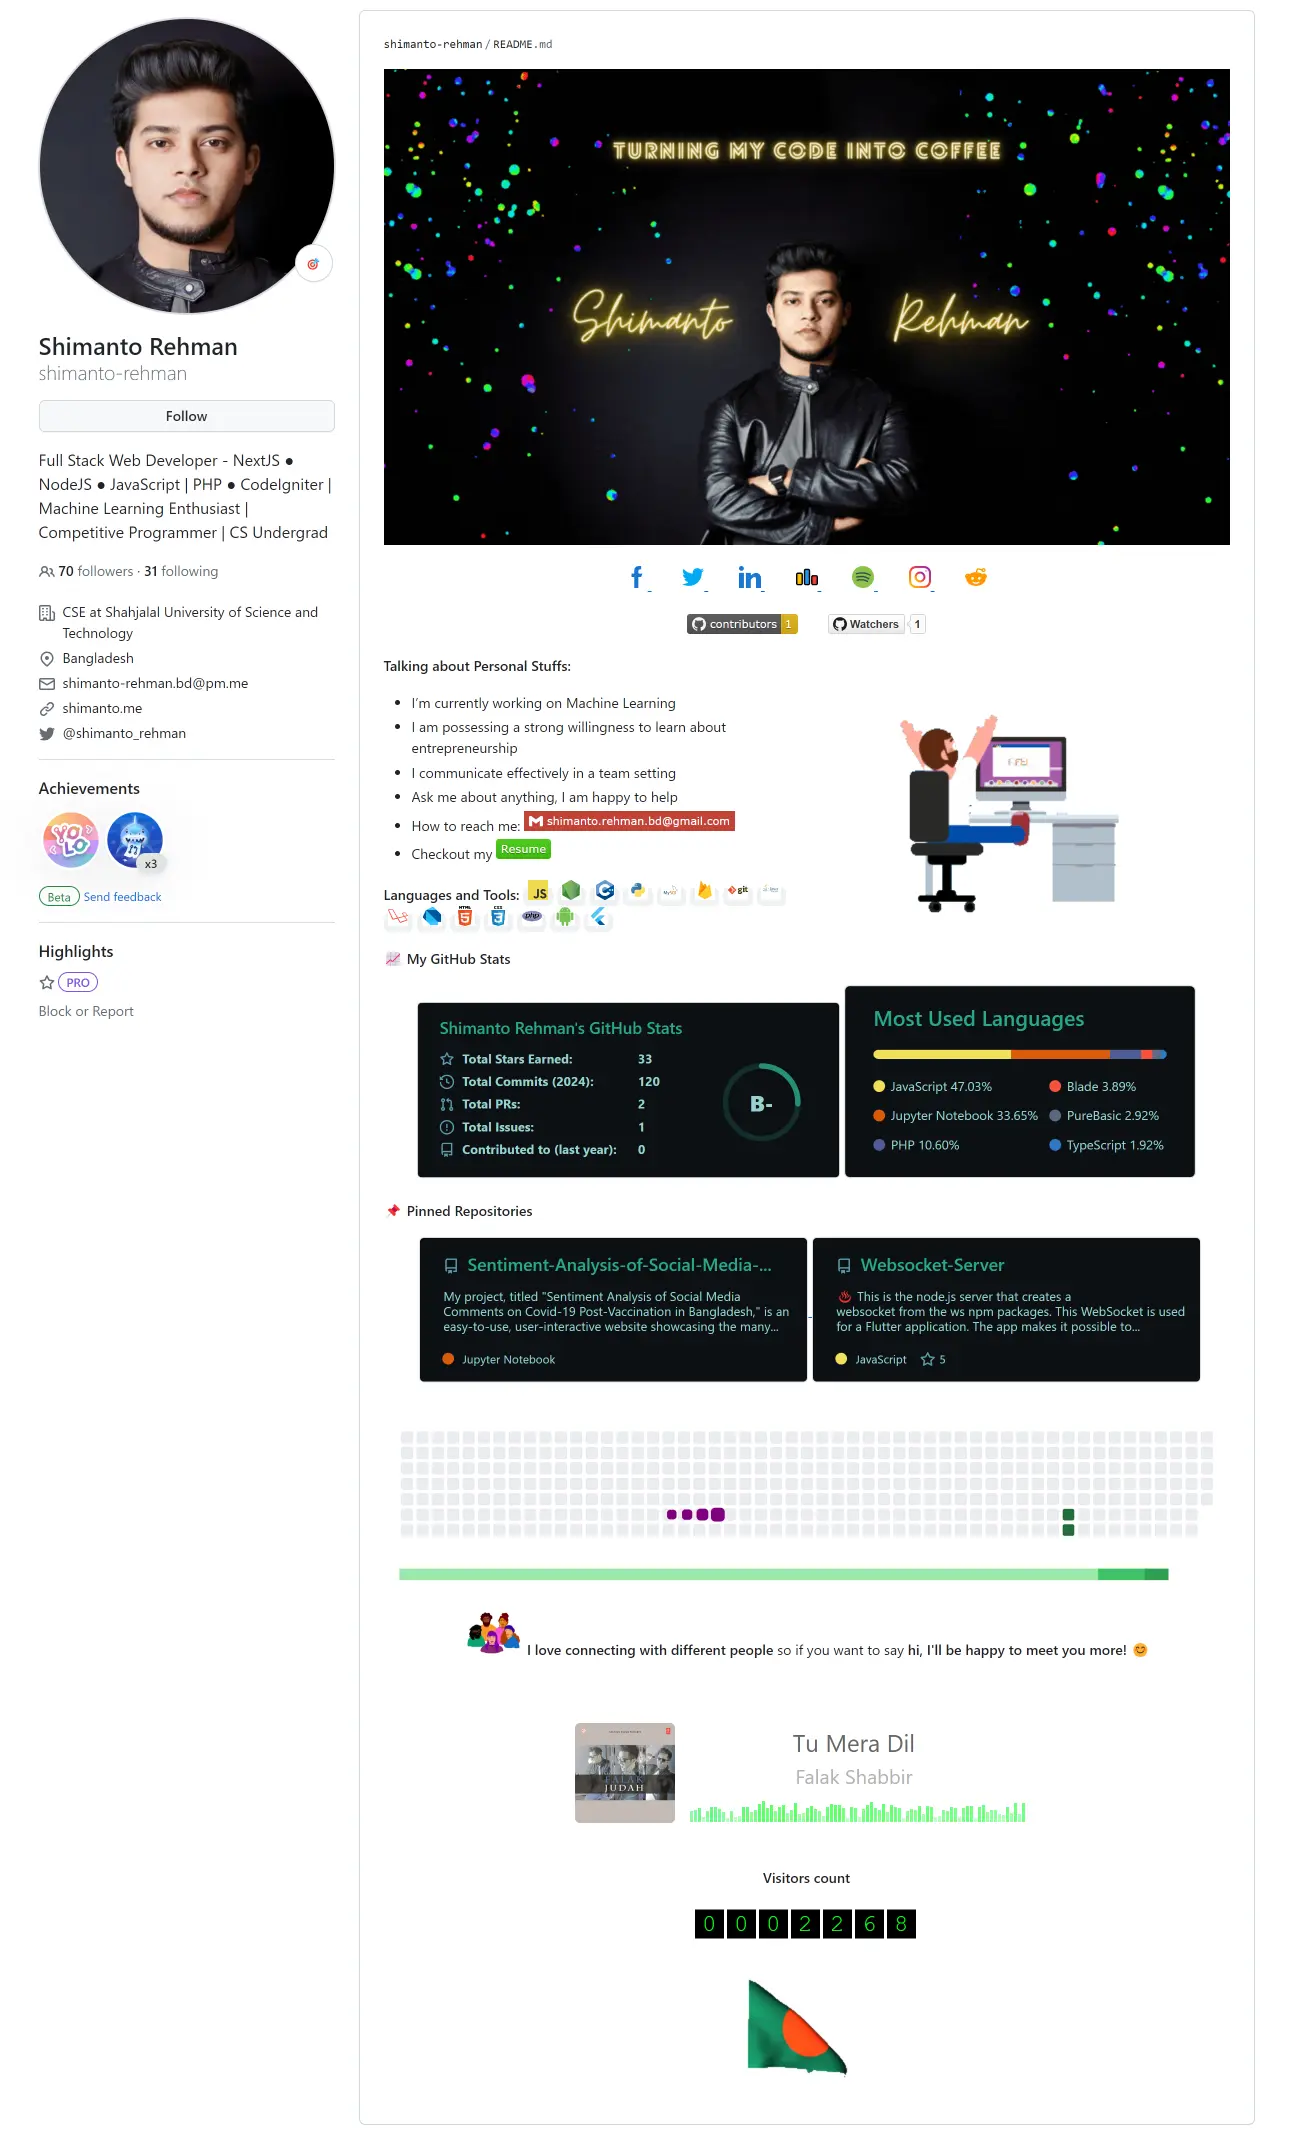 Shimanto Rehman
shimanto-rehman
Follow
Full Stack Web Developer - NextJS ●
NodeJS ● JavaScript | PHP ● CodeIgniter |
Machine Learning Enthusiast |
Competitive Programmer | CS Undergrad
70 followers · 31 following
CSE at Shahjalal University of Science and
Technology
Bangladesh
shimanto-rehman.bd@pm.me
shimanto.me
@shimanto_rehman
Achievements
YOLO
x3
Beta Send feedback
Highlights
PRO
Block or Report
shimanto-rehman/README.md
TURNING MY CODE INTO COFFEE
Shimanto Rehman
contributors 1 Watchers 1
Talking about Personal Stuffs:
• I'm currently working on Machine Learning
• I am possessing a strong willingness to learn about
entrepreneurship
• I communicate effectively in a team setting
• Ask me about anything, I am happy to help
• How to reach me: shimanto.rehman.bd@gmail.com
• Checkout my Resume
Languages and Tools: JS MySQL git
HTML CSS php
My GitHub Stats
Shimanto Rehman's GitHub Stats
Total Stars Earned: 33
Total Commits (2024): 120
Total PRs: 2
Total Issues: 1
Contributed to (last year): 0
B-
Most Used Languages
JavaScript 47.03% Blade 3.89%
Jupyter Notebook 33.65% PureBasic 2.92%
PHP 10.60% TypeScript 1.92%
Pinned Repositories
Sentiment-Analysis-of-Social-Media-...
My project, titled "Sentiment Analysis of Social Media
Comments on Covid-19 Post-Vaccination in Bangladesh," is an
easy-to-use, user-interactive website showcasing the many...
Jupyter Notebook
Websocket-Server
♨ This is the node.js server that creates a
websocket from the ws npm packages. This WebSocket is used
for a Flutter application. The app makes it possible to...
JavaScript 5
I love connecting with different people so if you want to say hi, I'll be happy to meet you more! 😊
FALAK
JUDAH
Tu Mera Dil
Falak Shabbir
Visitors count
0 0 0 2 2 6 8